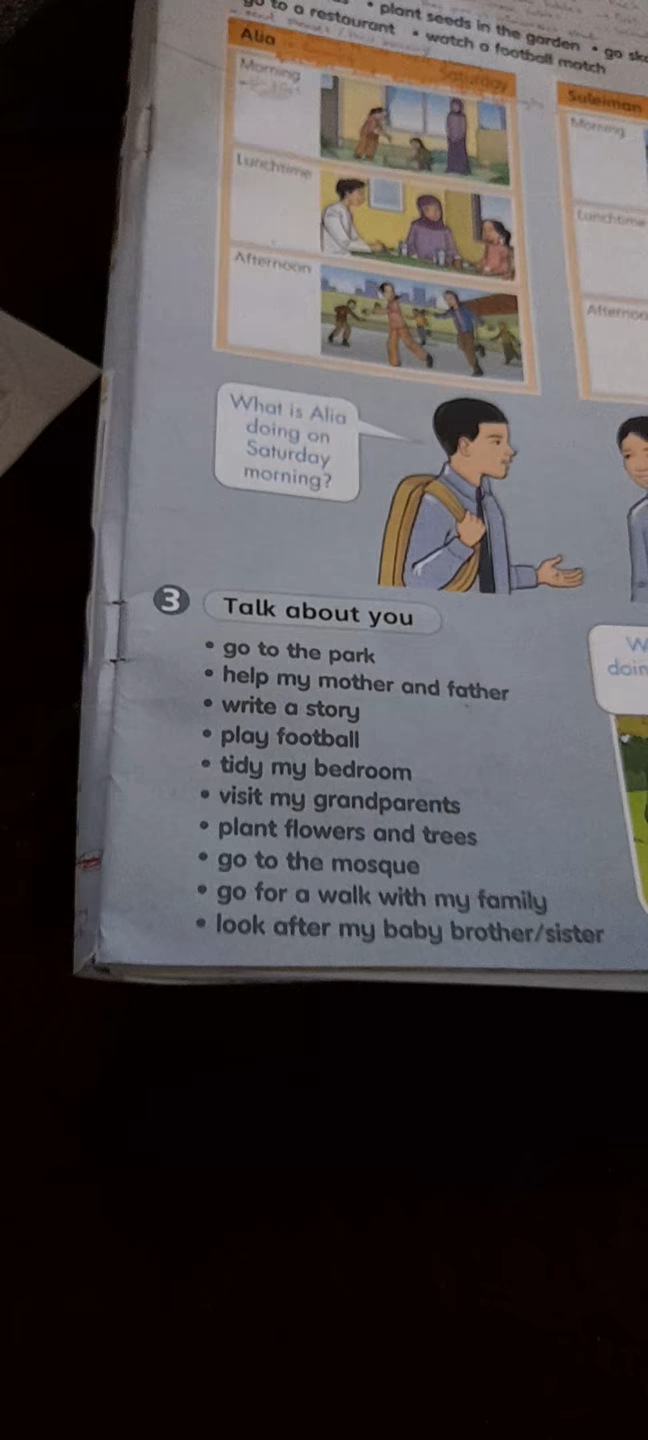 go to a restaurant • plant seeds in the garden • go
• watch a football match
Alia
Saturday
Morning
Lunchtime
Afternoon
Suleiman
Morning
Lunchtime
What is Alia
doing on
Saturday
morning?
3 Talk about you
• go to the park
• help my mother and father
• write a story
• play football
• tidy my bedroom
• visit my grandparents
• plant flowers and trees
• go to the mosque
• go for a walk with my family
• look after my baby brother/sister